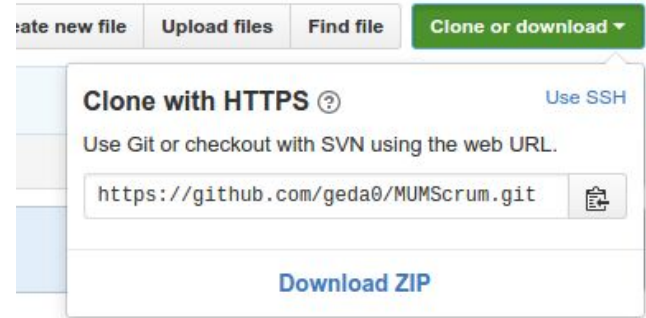 eate new file Upload files Find file Clone or download
Clone with HTTPS Use SSH
Use Git or checkout with SVN using the web URL.
https://github.com/geda0/MUMScrum.git
Download ZIP